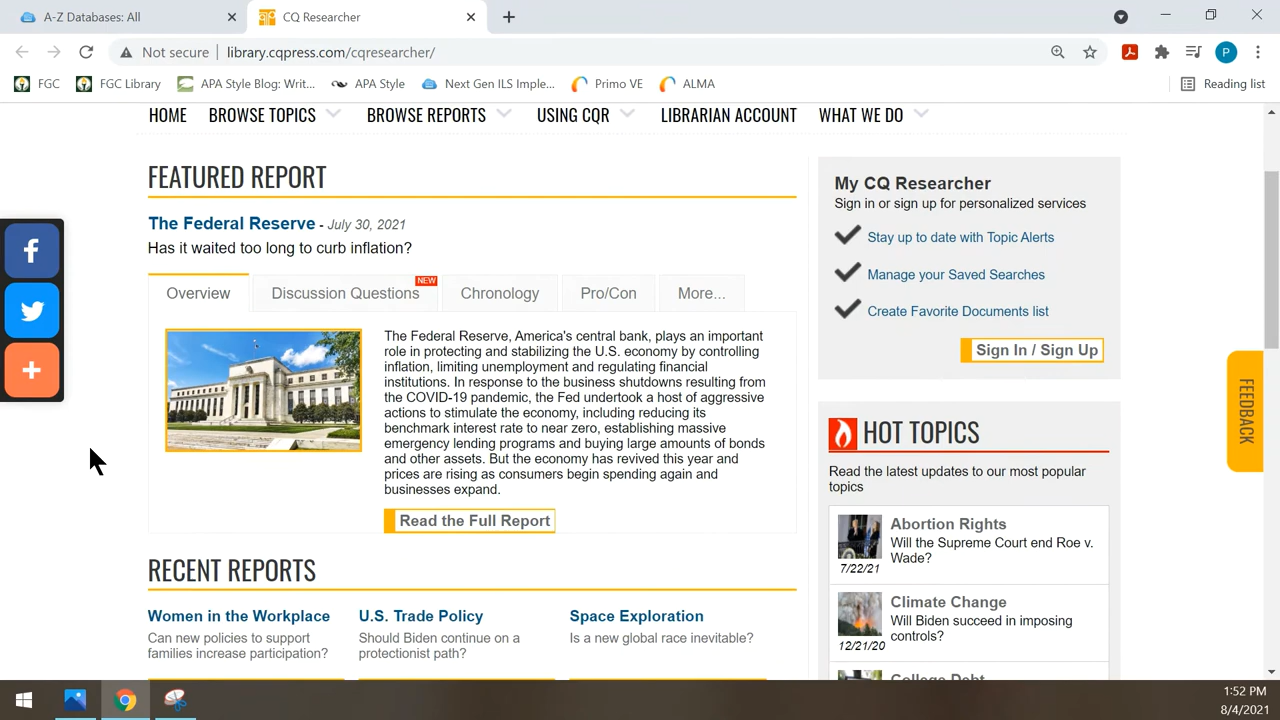 A-Z Databases: All
CQ Researcher
Not secure
library.cqpress.com/cqresearcher/
P
FGC
FGC Library
APA Style Blog: Writ...
APA Style
Next Gen ILS Imple...
Primo VE
ALMA
Reading list
HOME
BROWSE TOPICS
BROWSE REPORTS
USING CQR
LIBRARIAN ACCOUNT
WHAT WE DO
FEATURED REPORT
The Federal Reserve - July 30, 2021
Has it waited too long to curb inflation?
Overview
Discussion Questions
NEW
Chronology
Pro/Con
More...
The Federal Reserve, America's central bank, plays an important
role in protecting and stabilizing the U.S. economy by controlling
inflation, limiting unemployment and regulating financial
institutions. In response to the business shutdowns resulting from
the COVID-19 pandemic, the Fed undertook a host of aggressive
actions to stimulate the economy, including reducing its
benchmark interest rate to near zero, establishing massive
emergency lending programs and buying large amounts of bonds
and other assets. But the economy has revived this year and
prices are rising as consumers begin spending again and
businesses expand.
Read the Full Report
RECENT REPORTS
Women in the Workplace
Can new policies to support
families increase participation?
U.S. Trade Policy
Should Biden continue on a
protectionist path?
Space Exploration
Is a new global race inevitable?
My CQ Researcher
Sign in or sign up for personalized services
Stay up to date with Topic Alerts
Manage your Saved Searches
Create Favorite Documents list
Sign In / Sign Up
FEEDBACK
HOT TOPICS
Read the latest updates to our most popular
topics
Abortion Rights
Will the Supreme Court end Roe v.
Wade?
7/22/21
Climate Change
Will Biden succeed in imposing
controls?
12/21/20
College Debt
1:52 PM
8/4/2021